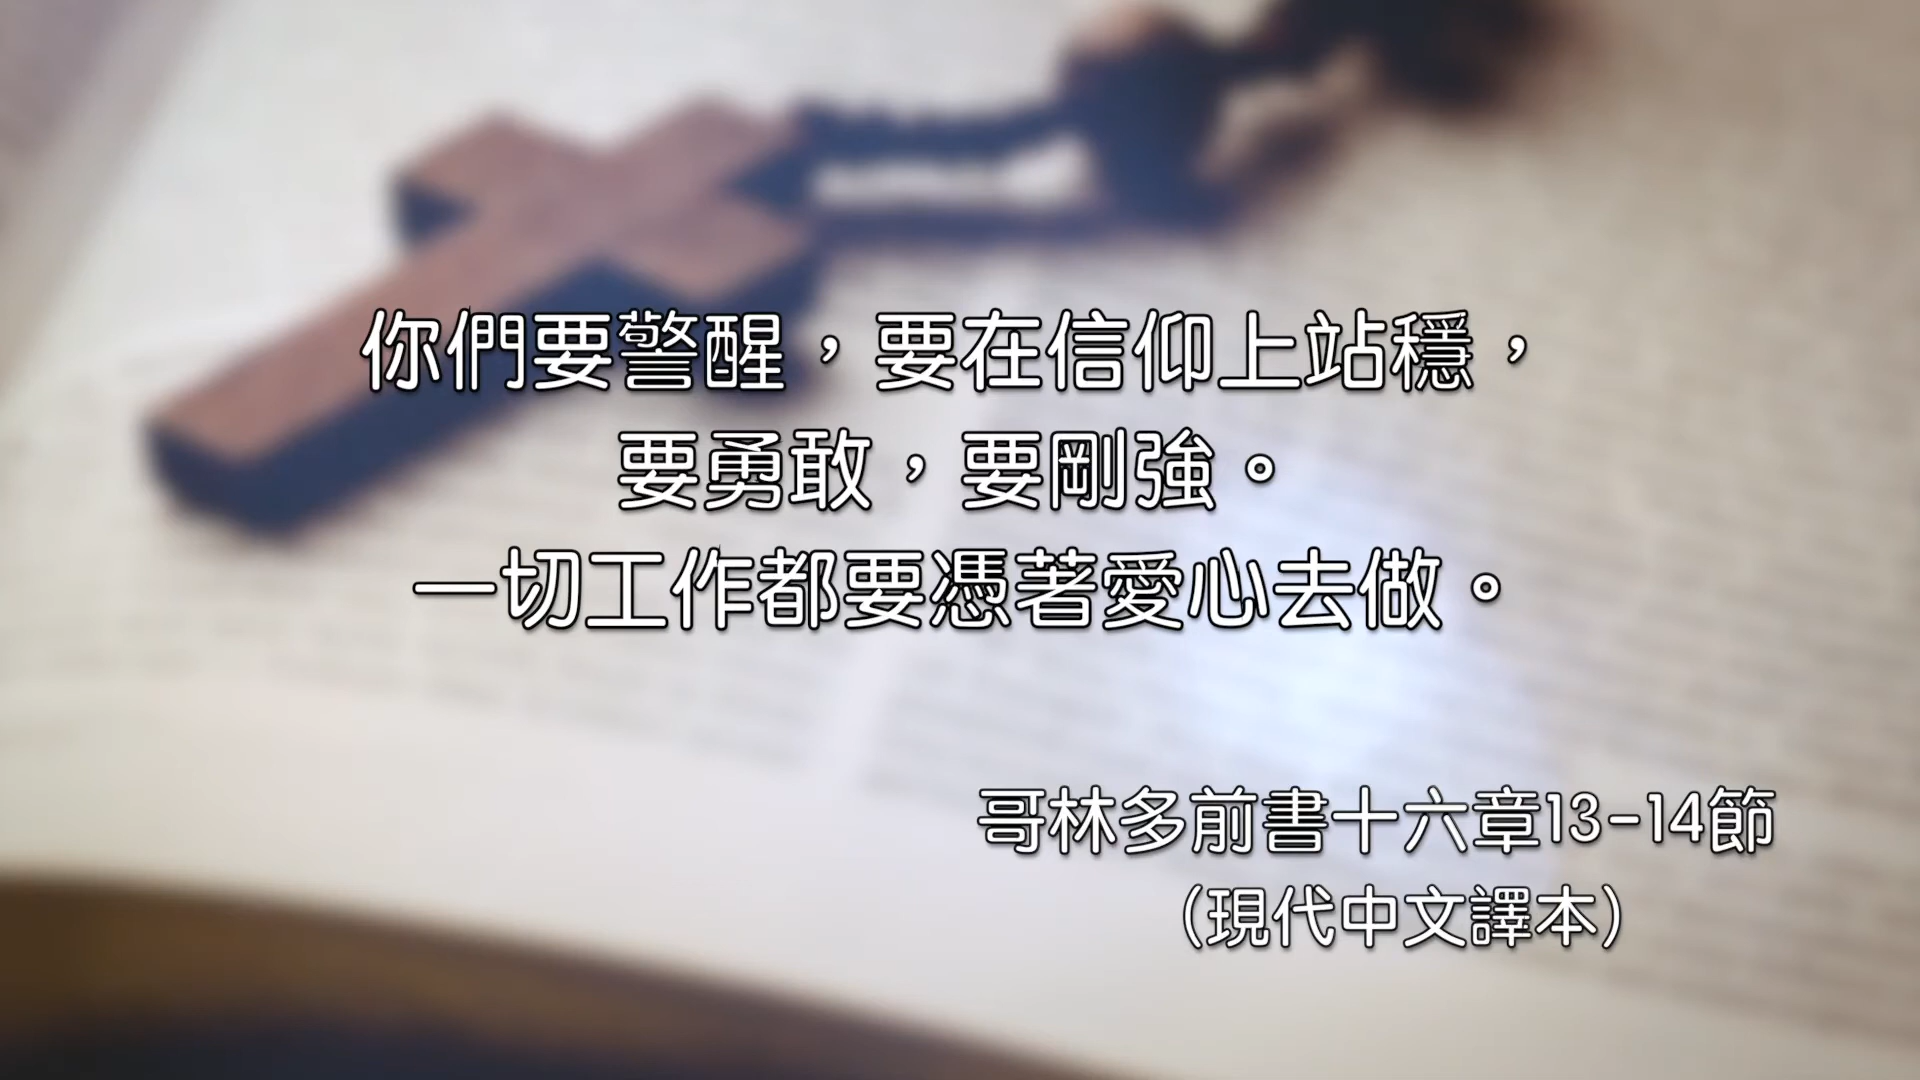 你們要警醒，要在信仰上站穩，
要勇敢，要剛強。
一切工作都要憑著愛心去做。
哥林多前書十六章13-14節
（現代中文譯本）